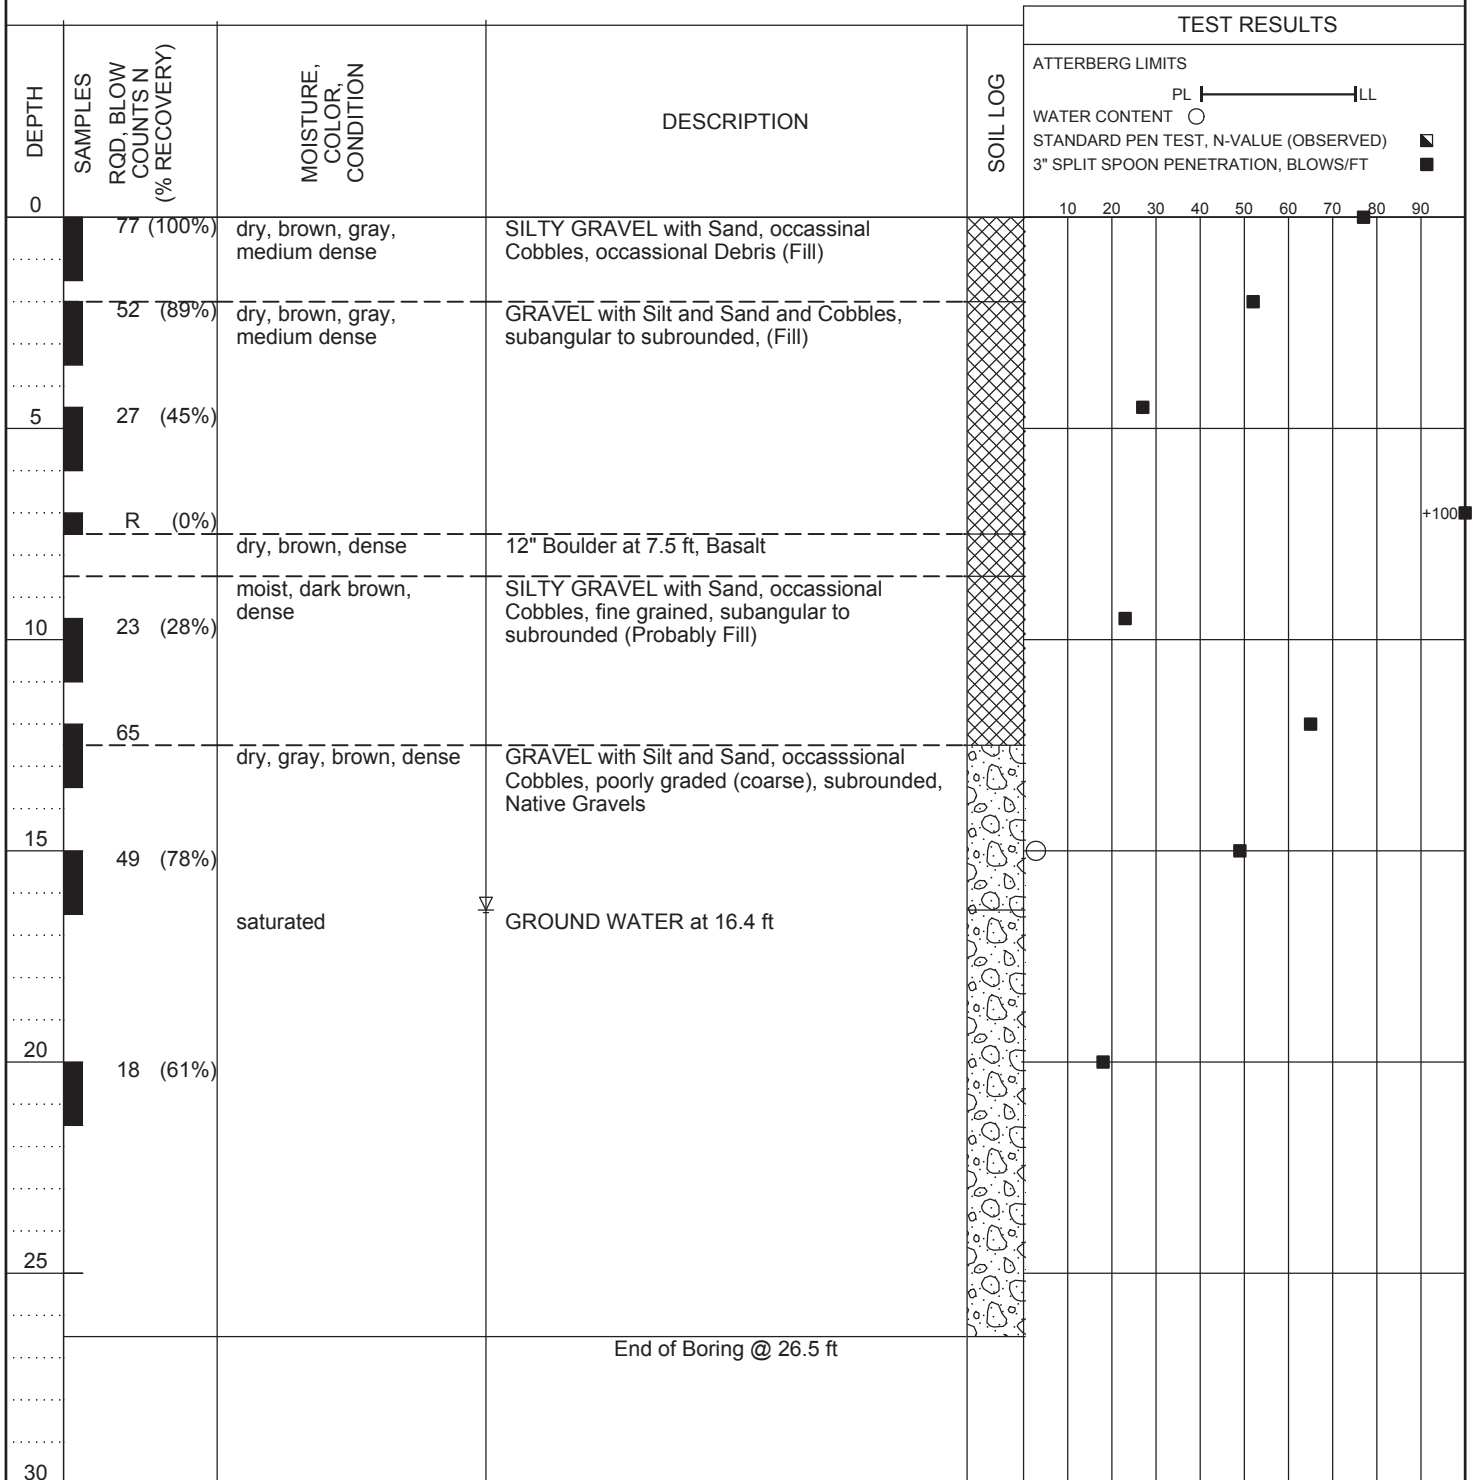 TEST RESULTS
DEPTH
SAMPLES
RQD, BLOW
COUNTS N
(% RECOVERY)
MOISTURE,
COLOR,
CONDITION
DESCRIPTION
SOIL LOG
ATTERBERG LIMITS
PL LL
WATER CONTENT
STANDARD PEN TEST, N-VALUE (OBSERVED)
3" SPLIT SPOON PENETRATION, BLOWS/FT
0
10 20 30 40 50 60 70 80 90
77 (100%) dry, brown, gray, SILTY GRAVEL with Sand, occassinal
medium dense Cobbles, occassional Debris (Fill)
52 (89%) dry, brown, gray, GRAVEL with Silt and Sand and Cobbles,
medium dense subangular to subrounded, (Fill)
5 27 (45%)
R (0%) +100
dry, brown, dense 12" Boulder at 7.5 ft, Basalt
moist, dark brown, SILTY GRAVEL with Sand, occassional
dense Cobbles, fine grained, subangular to
10 23 (28%) subrounded (Probably Fill)
65
dry, gray, brown, dense GRAVEL with Silt and Sand, occasssional
Cobbles, poorly graded (coarse), subrounded,
Native Gravels
15
49 (78%)
saturated GROUND WATER at 16.4 ft
20
18 (61%)
25
End of Boring @ 26.5 ft
30